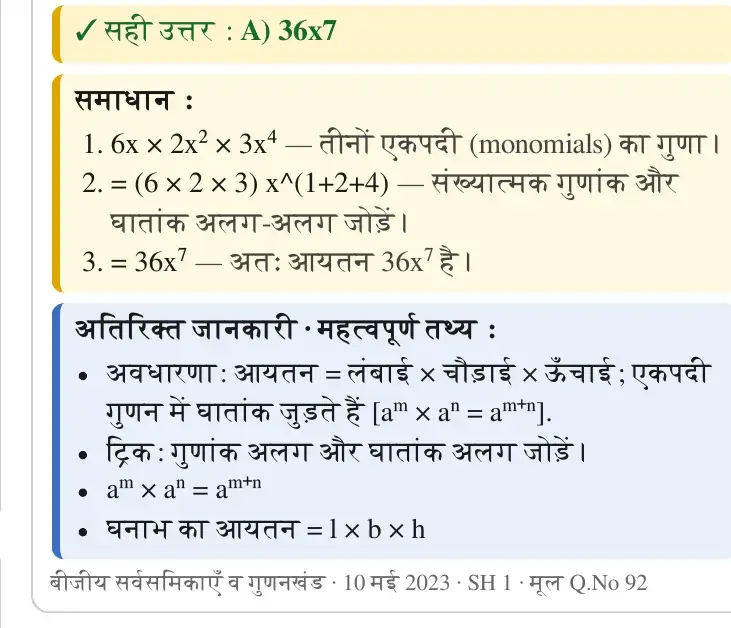 ✓ सही उत्तर : A) 36x7
समाधान :
1. 6x × 2x² × 3x⁴ — तीनों एकपदी (monomials) का गुणा।
2. = (6 × 2 × 3) x^(1+2+4) — संख्यात्मक गुणांक और
घातांक अलग-अलग जोड़ें।
3. = 36x⁷ — अतः आयतन 36x⁷ है।
अतिरिक्त जानकारी · महत्वपूर्ण तथ्य :
• अवधारणा : आयतन = लंबाई × चौड़ाई × ऊँचाई ; एकपदी
गुणन में घातांक जुड़ते हैं [aᵐ × aⁿ = aᵐ⁺ⁿ].
• ट्रिक : गुणांक अलग और घातांक अलग जोड़ें।
• aᵐ × aⁿ = aᵐ⁺ⁿ
• घनाभ का आयतन = l × b × h
बीजीय सर्वसमिकाएँ व गुणनखंड · 10 मई 2023 · SH 1 · मूल Q.No 92